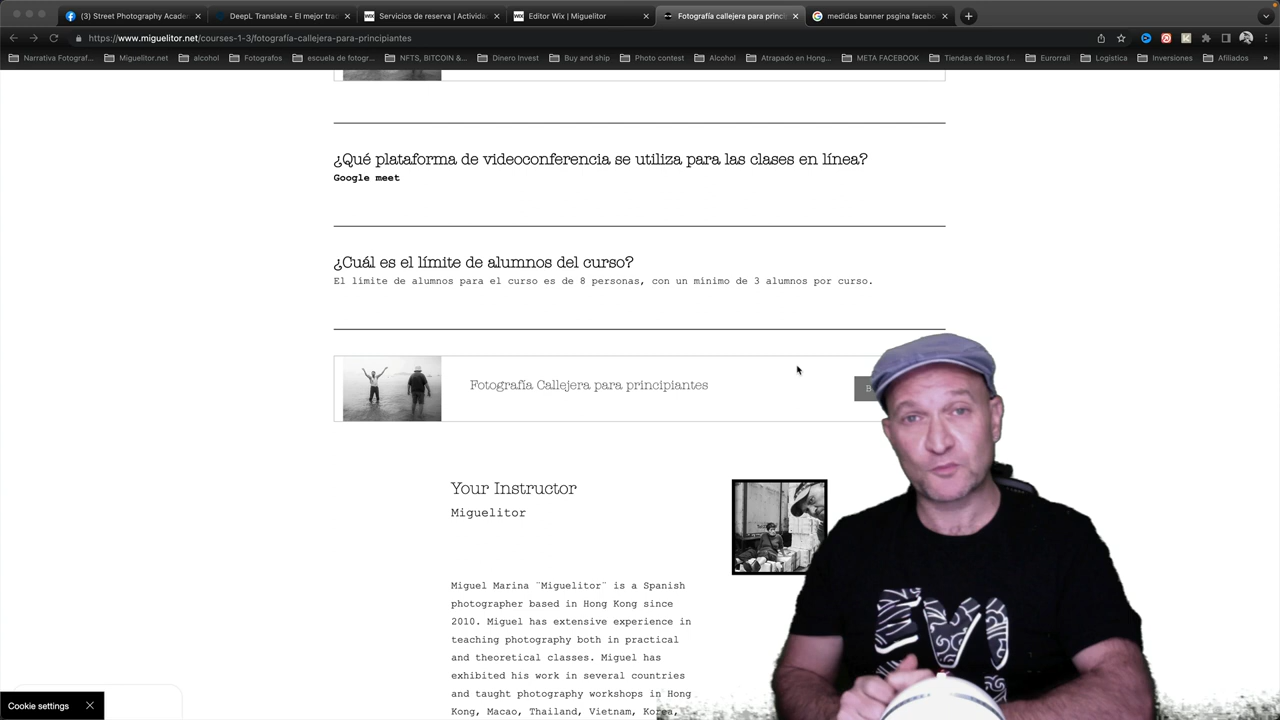 (3) Street Photography Acade
DeepL Translate - El mejor trad
WIX
Servicios de reserva | Actividad
WIX
Editor Wix | Miguelitor
Fotografía callejera para princi
medidas banner psgina faceb
https://www.miguelitor.net/courses-1-3/fotografía-callejera-para-principiantes
Narrativa Fotograf...
Miguelitor.net
alcohol
Fotografos
escuela de fotogr...
NFTS, BITCOIN &...
Dinero Invest
Buy and ship
Photo contest
Alcohol
Atrapado en Hong...
META FACEBOOK
Tiendas de libros f...
Eurorrail
Logistica
Inversiones
Afiliados
»
¿Qué plataforma de videoconferencia se utiliza para las clases en línea?
Google meet
¿Cuál es el límite de alumnos del curso?
El límite de alumnos para el curso es de 8 personas, con un mínimo de 3 alumnos por curso.
Fotografía Callejera para principiantes
Your Instructor
Miguelitor
Miguel Marina ¨Miguelitor¨ is a Spanish
photographer based in Hong Kong since
2010. Miguel has extensive experience in
teaching photography both in practical
and theoretical classes. Miguel has
exhibited his work in several countries
and taught photography workshops in Hong
Kong, Macao, Thailand, Vietnam, Korea,
Cookie settings